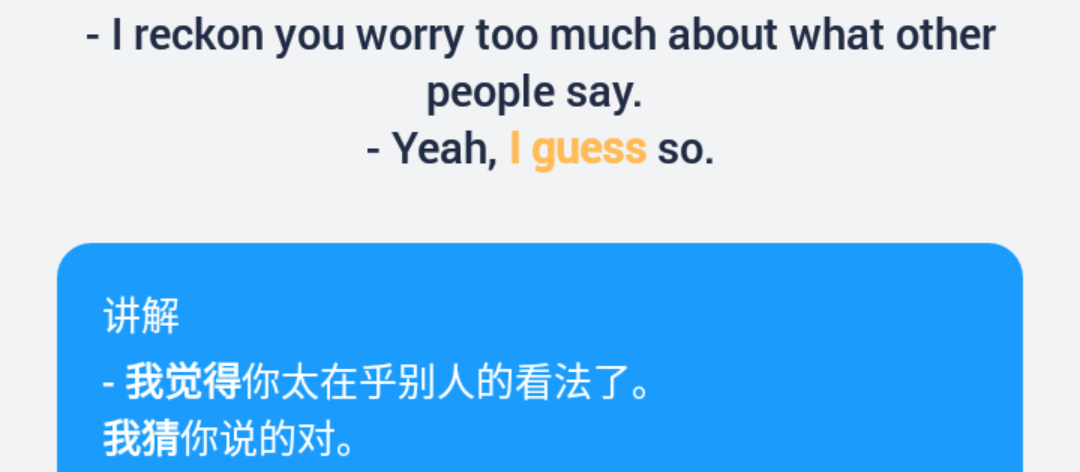 - I reckon you worry too much about what other
people say.
- Yeah, I guess so.
讲解
- 我觉得你太在乎别人的看法了。
我猜你说的对。